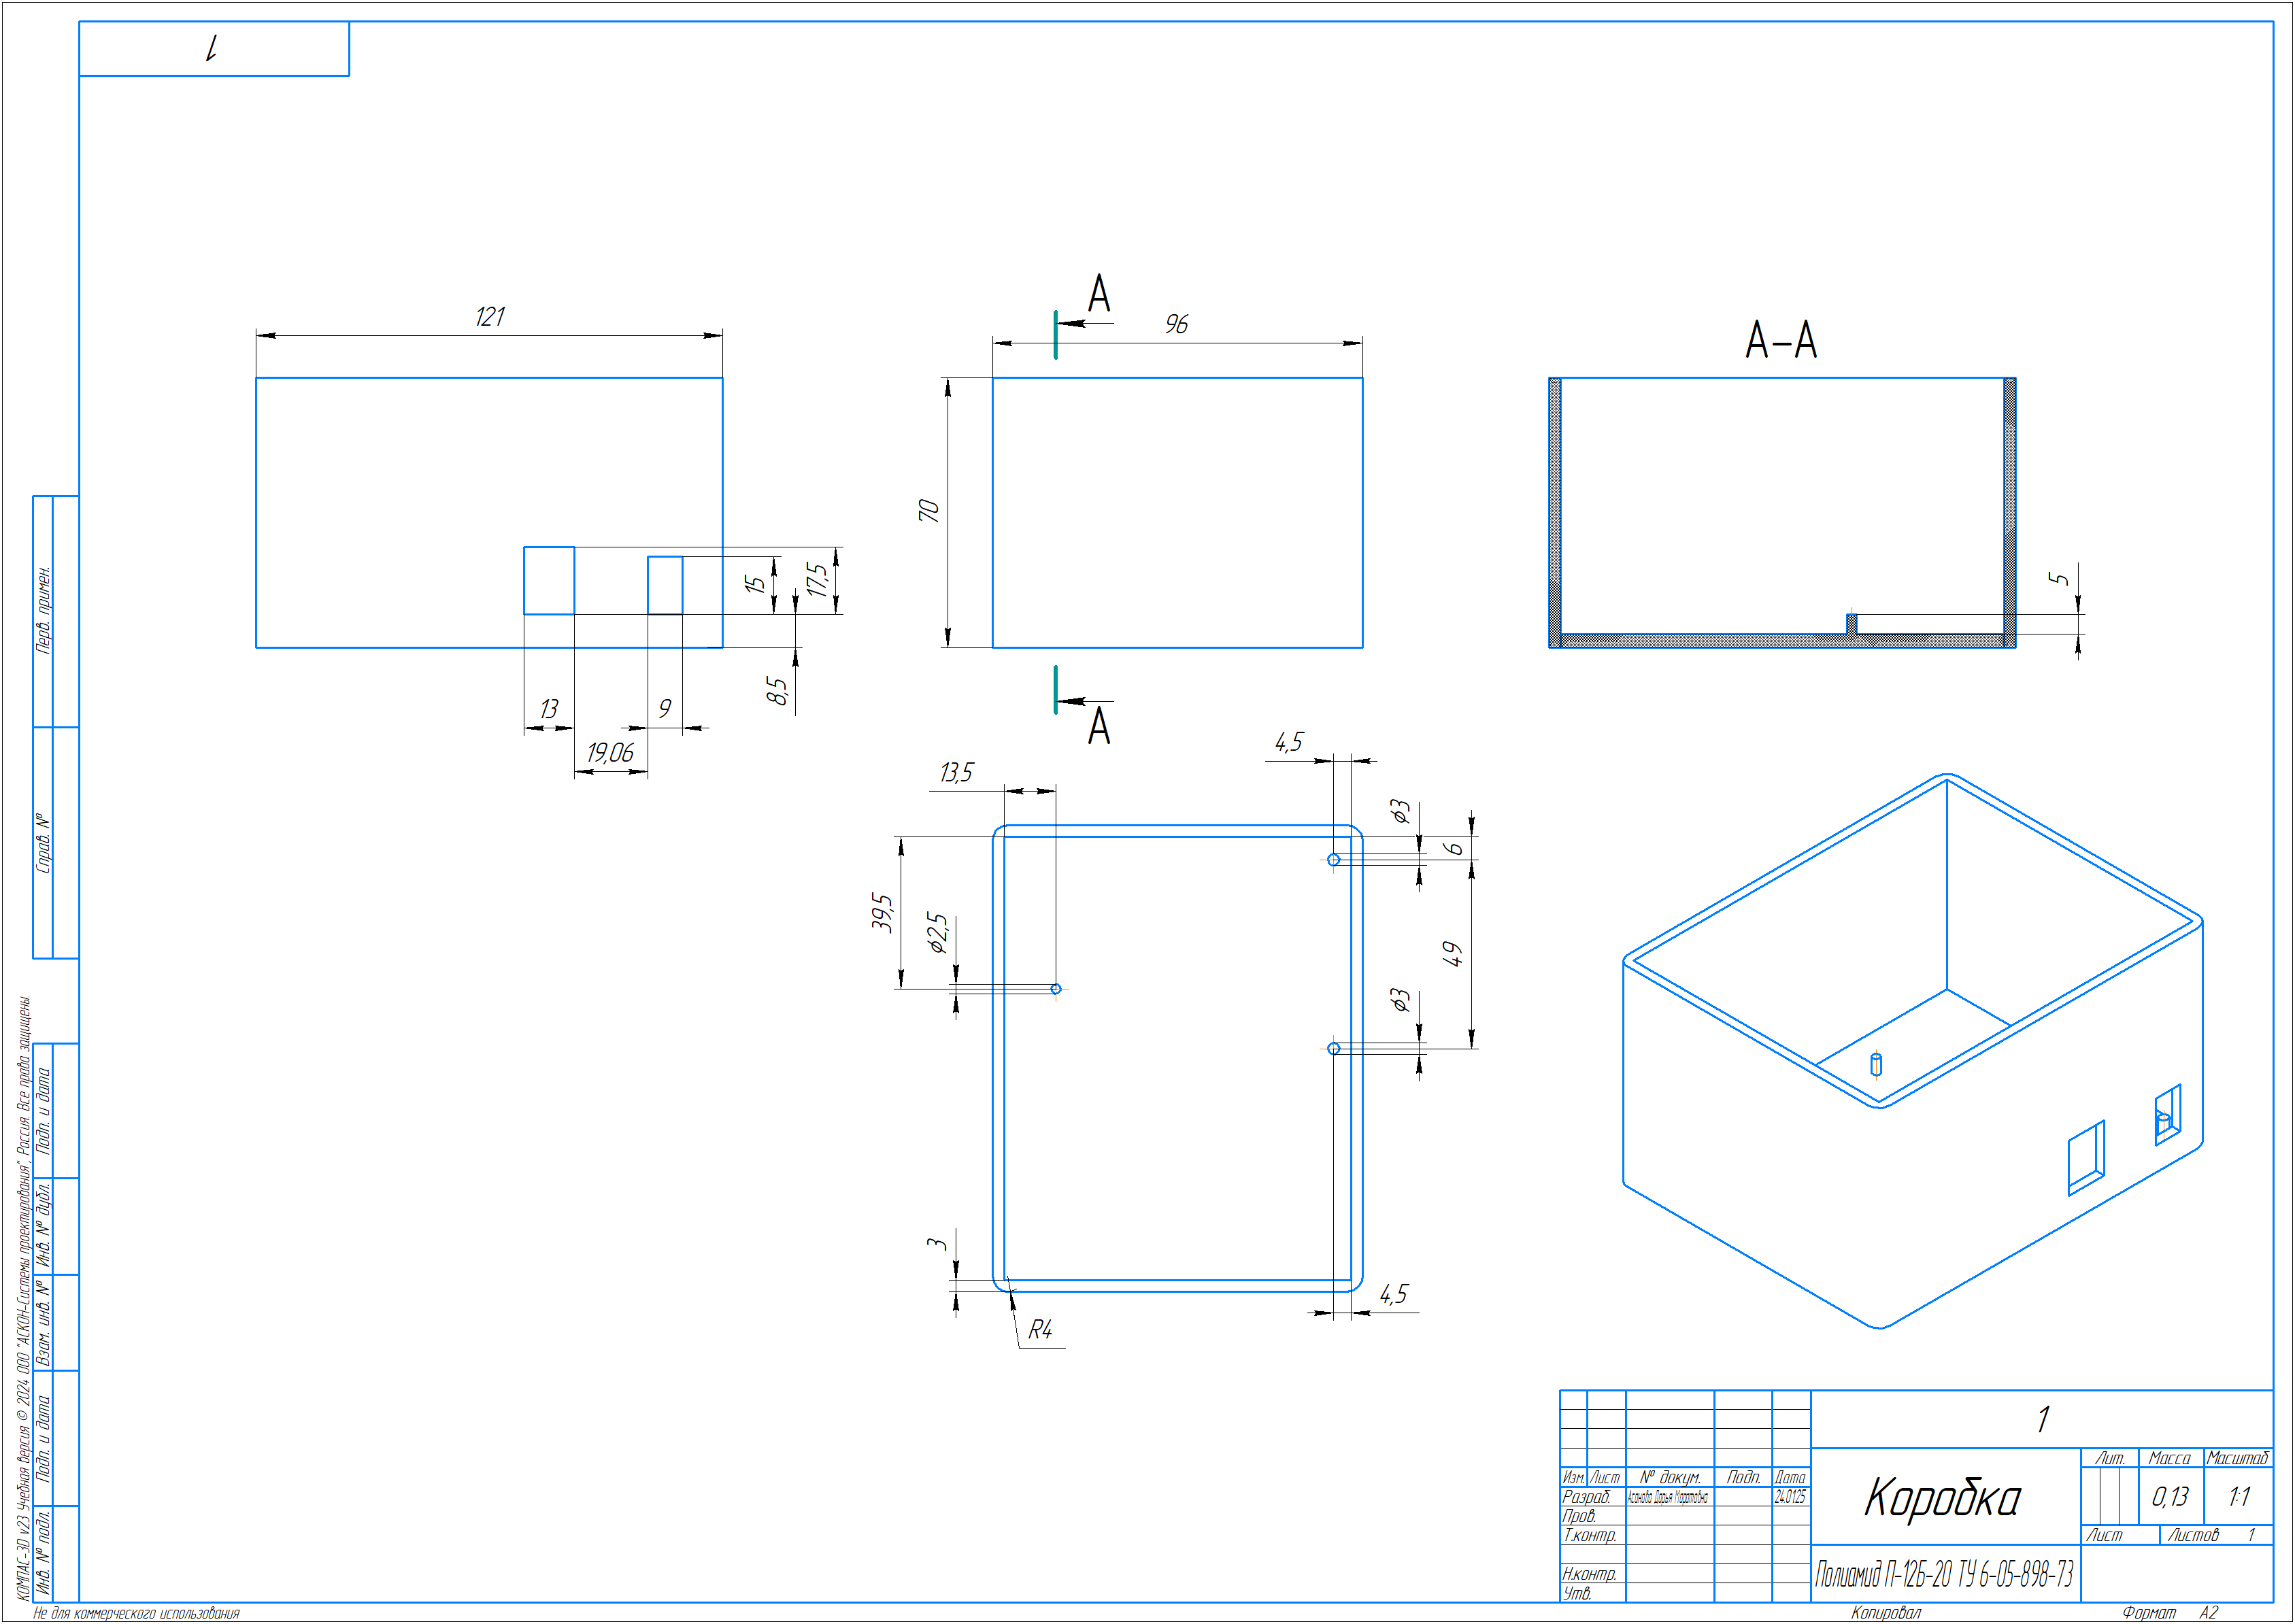 1
121
А
96
А-А
70
15
17,5
5
8,5
13
9
19,06
А
4,5
13,5
⌀3
6
39,5
⌀2,5
49
⌀3
3
4,5
R4
Перв. примен.
Справ. №
Подп. и дата
Инв. № дубл.
Взам. инв. №
Подп. и дата
Инв. № подл.
КОМПАС-3D v23 Учебная версия © 2024 ООО "АСКОН-Системы проектирования", Россия. Все права защищены.
1
Лит. Масса Масштаб
Изм. Лист № докум. Подп. Дата
Разраб. Асанова Дарья Маратовна 24.01.25
Коробка
0,13 1:1
Пров.
Т.контр.
Лист Листов 1
Н.контр.
Утв.
Полиамид П-12Б-20 ТУ 6-05-898-73
Не для коммерческого использования
Копировал
Формат А2